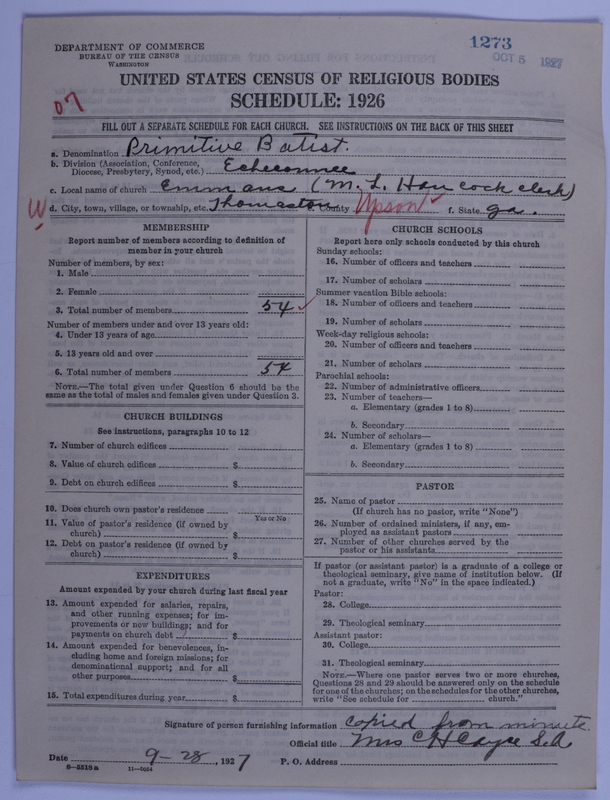 DEPARTMENT OF COMMERCE
BUREAU OF THE CENSUS
WASHINGTON
1273
OCT 5 1927
UNITED STATES CENSUS OF RELIGIOUS BODIES
SCHEDULE: 1926
07
FILL OUT A SEPARATE SCHEDULE FOR EACH CHURCH. SEE INSTRUCTIONS ON THE BACK OF THIS SHEET
a. Denomination Primitive Batist.
b. Division (Association, Conference, Diocese, Presbytery, Synod, etc.) Echeconnee
c. Local name of church Emmaus (M. L. Hancock clerk)
W d. City, town, village, or township, etc. Thomaston County Upson f. State Ga.
MEMBERSHIP
Report number of members according to definition of
member in your church
Number of members, by sex:
1. Male
2. Female
3. Total number of members 54
Number of members under and over 13 years old:
4. Under 13 years of age
5. 13 years old and over
6. Total number of members 54
NOTE.—The total given under Question 6 should be the
same as the total of males and females given under Question 3.
CHURCH BUILDINGS
See instructions, paragraphs 10 to 12
7. Number of church edifices
8. Value of church edifices $
9. Debt on church edifices $
10. Does church own pastor's residence
Yes or No
11. Value of pastor's residence (if owned by
church) $
12. Debt on pastor's residence (if owned by
church) $
EXPENDITURES
Amount expended by church during last fiscal year
13. Amount expended for salaries, repairs,
and other running expenses; for im-
provements or new buildings; and for
payments on church debt $
14. Amount expended for benevolences, in-
cluding home and foreign missions; for
denominational support; and for all
other purposes $
15. Total expenditures during year $
CHURCH SCHOOLS
Report here only schools conducted by this church
Sunday schools:
16. Number of officers and teachers
17. Number of scholars
Summer vacation Bible schools:
18. Number of officers and teachers
19. Number of scholars
Week-day religious schools:
20. Number of officers and teachers
21. Number of scholars
Parochial schools:
22. Number of administrative officers
23. Number of teachers—
a. Elementary (grades 1 to 8)
b. Secondary
24. Number of scholars—
a. Elementary (grades 1 to 8)
b. Secondary
PASTOR
25. Name of pastor
(If church has no pastor, write "None")
26. Number of ordained ministers, if any, em-
ployed as assistant pastors
27. Number of other churches served by the
pastor or his assistants
If pastor (or assistant pastor) is a graduate of a college or
theological seminary, give name of institution below. (If
not a graduate, write "No" in the space indicated.)
Pastor:
28. College
29. Theological seminary
Assistant pastor:
30. College
31. Theological seminary
NOTE.—Where one pastor serves two or more churches,
Questions 28 and 29 should be answered only on the schedule
for one of the churches; on the schedules for the other churches,
write "See schedule for church."
Signature of person furnishing information copied from minute.
Official title Mrs C H Cayce S.A
Date 9-28, 1927 P. O. Address
8-5518a 11-5034